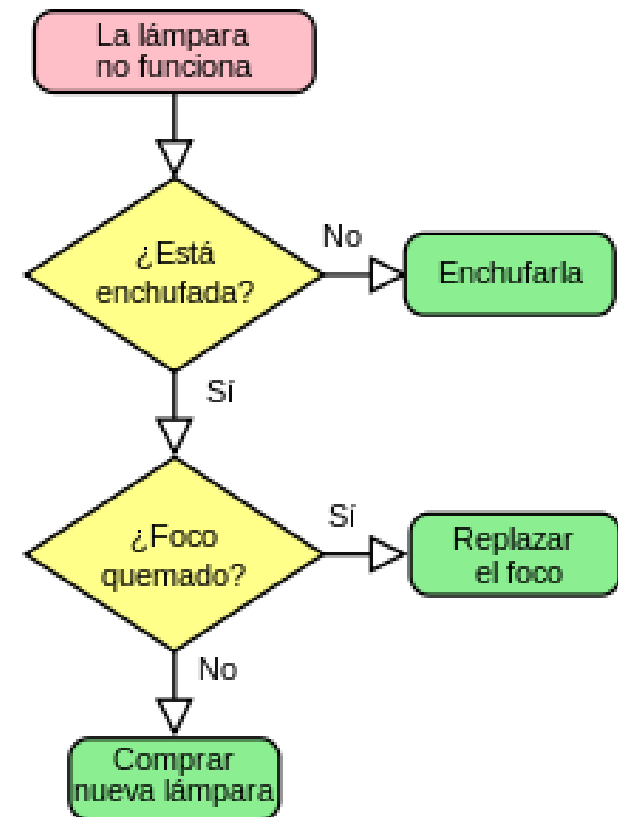 La lámpara
no funciona
¿Está
enchufada?
No
Enchufarla
Sí
¿Foco
quemado?
Sí
Replazar
el foco
No
Comprar
nueva lámpara